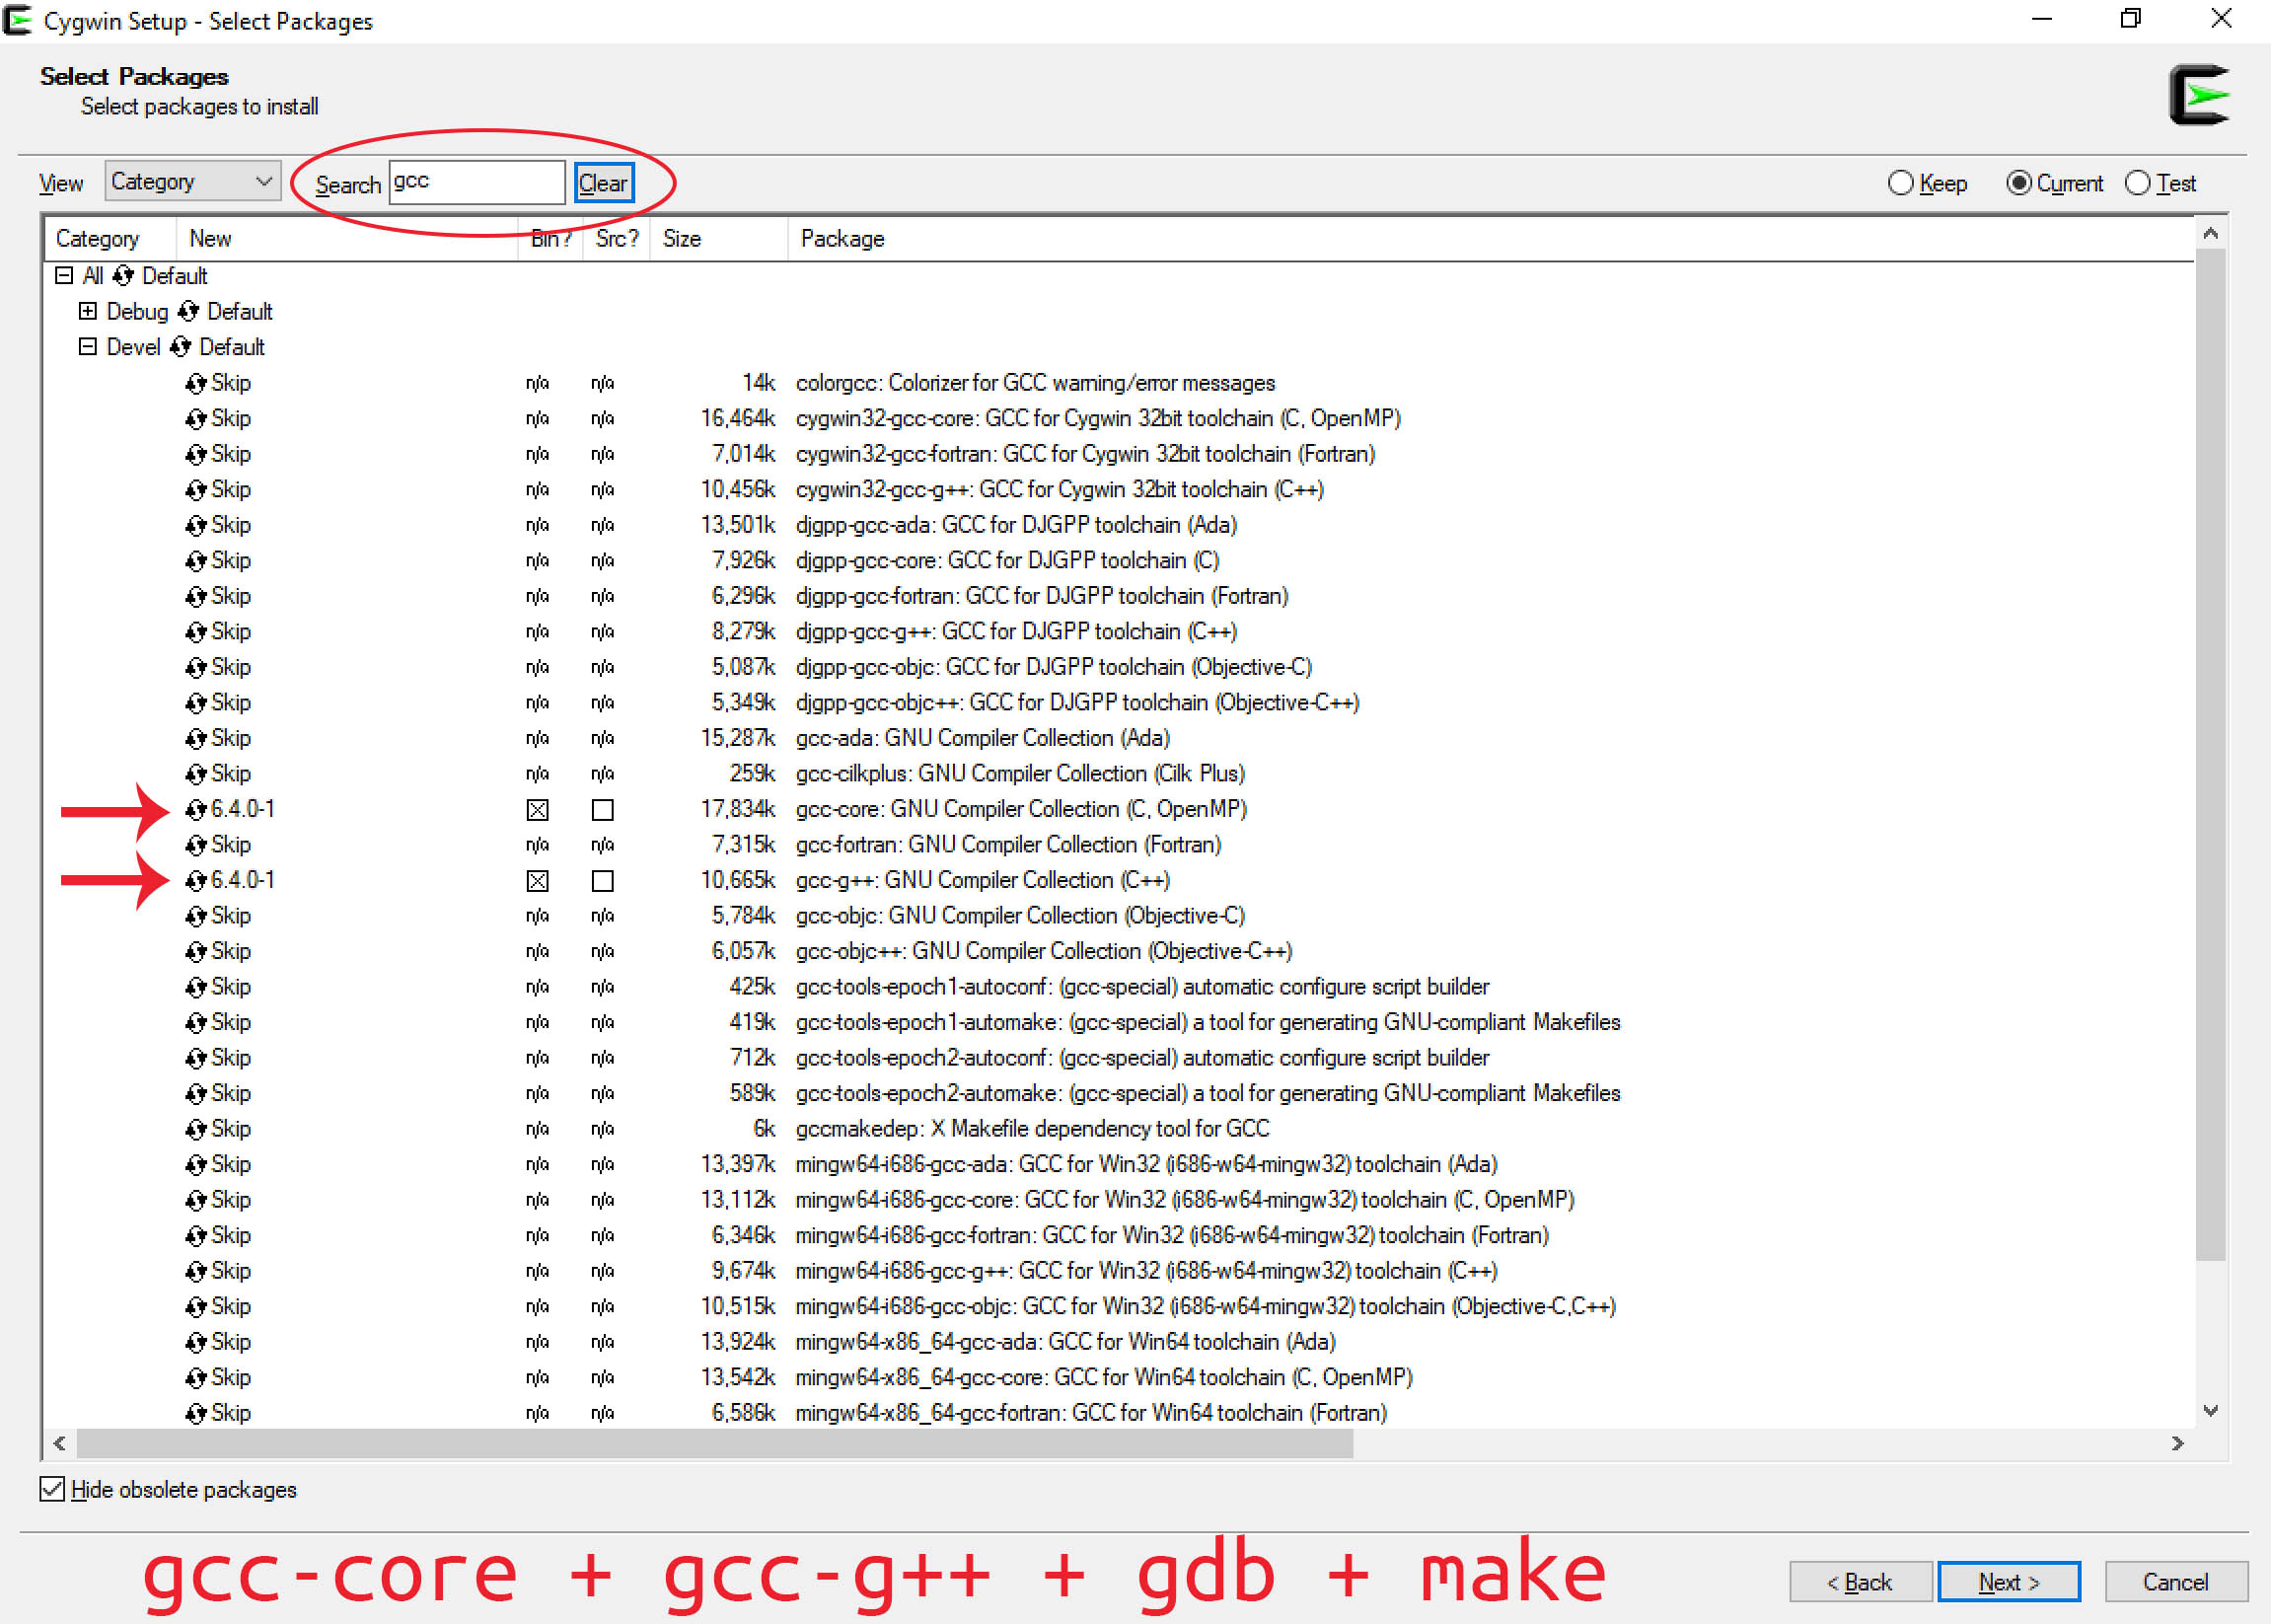 Cygwin Setup - Select Packages
Select Packages
Select packages to install
View Category Search gcc Clear Keep Current Test
Category New Bin? Src? Size Package
All Default
Debug Default
Devel Default
Skip n/a n/a 14k colorgcc: Colorizer for GCC warning/error messages
Skip n/a n/a 16,464k cygwin32-gcc-core: GCC for Cygwin 32bit toolchain (C, OpenMP)
Skip n/a n/a 7,014k cygwin32-gcc-fortran: GCC for Cygwin 32bit toolchain (Fortran)
Skip n/a n/a 10,456k cygwin32-gcc-g++: GCC for Cygwin 32bit toolchain (C++)
Skip n/a n/a 13,501k djgpp-gcc-ada: GCC for DJGPP toolchain (Ada)
Skip n/a n/a 7,926k djgpp-gcc-core: GCC for DJGPP toolchain (C)
Skip n/a n/a 6,296k djgpp-gcc-fortran: GCC for DJGPP toolchain (Fortran)
Skip n/a n/a 8,279k djgpp-gcc-g++: GCC for DJGPP toolchain (C++)
Skip n/a n/a 5,087k djgpp-gcc-objc: GCC for DJGPP toolchain (Objective-C)
Skip n/a n/a 5,349k djgpp-gcc-objc++: GCC for DJGPP toolchain (Objective-C++)
Skip n/a n/a 15,287k gcc-ada: GNU Compiler Collection (Ada)
Skip n/a n/a 259k gcc-cilkplus: GNU Compiler Collection (Cilk Plus)
6.4.0-1 17,834k gcc-core: GNU Compiler Collection (C, OpenMP)
Skip n/a n/a 7,315k gcc-fortran: GNU Compiler Collection (Fortran)
6.4.0-1 10,665k gcc-g++: GNU Compiler Collection (C++)
Skip n/a n/a 5,784k gcc-objc: GNU Compiler Collection (Objective-C)
Skip n/a n/a 6,057k gcc-objc++: GNU Compiler Collection (Objective-C++)
Skip n/a n/a 425k gcc-tools-epoch1-autoconf: (gcc-special) automatic configure script builder
Skip n/a n/a 419k gcc-tools-epoch1-automake: (gcc-special) a tool for generating GNU-compliant Makefiles
Skip n/a n/a 712k gcc-tools-epoch2-autoconf: (gcc-special) automatic configure script builder
Skip n/a n/a 589k gcc-tools-epoch2-automake: (gcc-special) a tool for generating GNU-compliant Makefiles
Skip n/a n/a 6k gccmakedep: X Makefile dependency tool for GCC
Skip n/a n/a 13,397k mingw64-i686-gcc-ada: GCC for Win32 (i686-w64-mingw32) toolchain (Ada)
Skip n/a n/a 13,112k mingw64-i686-gcc-core: GCC for Win32 (i686-w64-mingw32) toolchain (C, OpenMP)
Skip n/a n/a 6,346k mingw64-i686-gcc-fortran: GCC for Win32 (i686-w64-mingw32) toolchain (Fortran)
Skip n/a n/a 9,674k mingw64-i686-gcc-g++: GCC for Win32 (i686-w64-mingw32) toolchain (C++)
Skip n/a n/a 10,515k mingw64-i686-gcc-objc: GCC for Win32 (i686-w64-mingw32) toolchain (Objective-C,C++)
Skip n/a n/a 13,924k mingw64-x86_64-gcc-ada: GCC for Win64 toolchain (Ada)
Skip n/a n/a 13,542k mingw64-x86_64-gcc-core: GCC for Win64 toolchain (C, OpenMP)
Skip n/a n/a 6,586k mingw64-x86_64-gcc-fortran: GCC for Win64 toolchain (Fortran)
Hide obsolete packages
gcc-core + gcc-g++ + gdb + make
< Back Next > Cancel